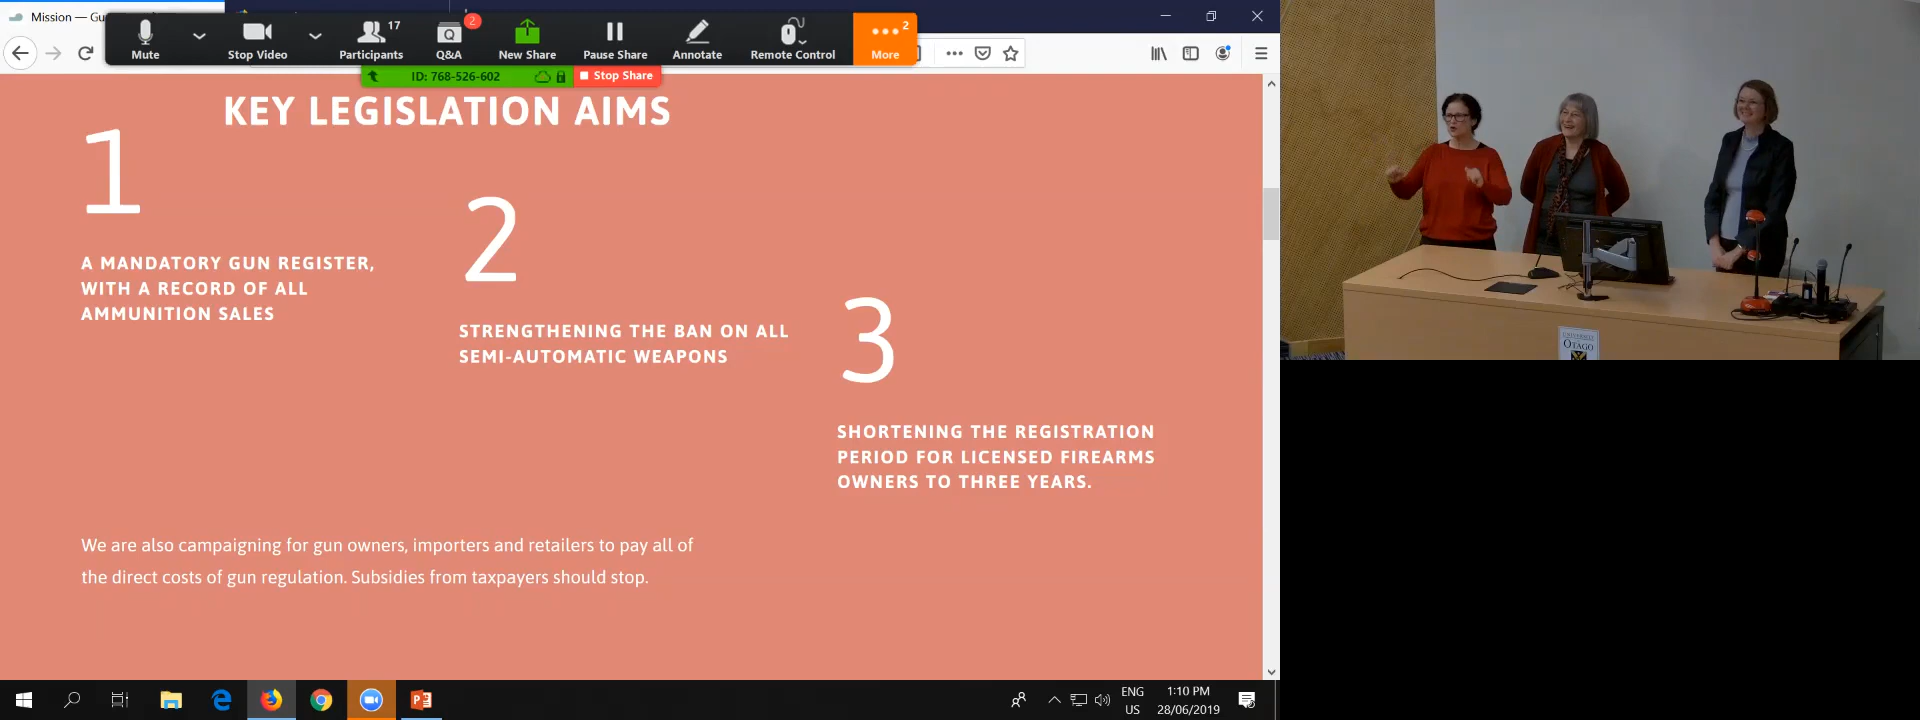 Mission — Gu
Mute
Stop Video
17
Participants
2
Q&A
New Share
Pause Share
Annotate
Remote Control
2
More
ID: 768-526-602
Stop Share
KEY LEGISLATION AIMS
1
A MANDATORY GUN REGISTER,
WITH A RECORD OF ALL
AMMUNITION SALES
2
STRENGTHENING THE BAN ON ALL
SEMI-AUTOMATIC WEAPONS
3
SHORTENING THE REGISTRATION
PERIOD FOR LICENSED FIREARMS
OWNERS TO THREE YEARS.
We are also campaigning for gun owners, importers and retailers to pay all of
the direct costs of gun regulation. Subsidies from taxpayers should stop.
ENG
US
1:10 PM
28/06/2019
UNIVERSITY
OTAGO